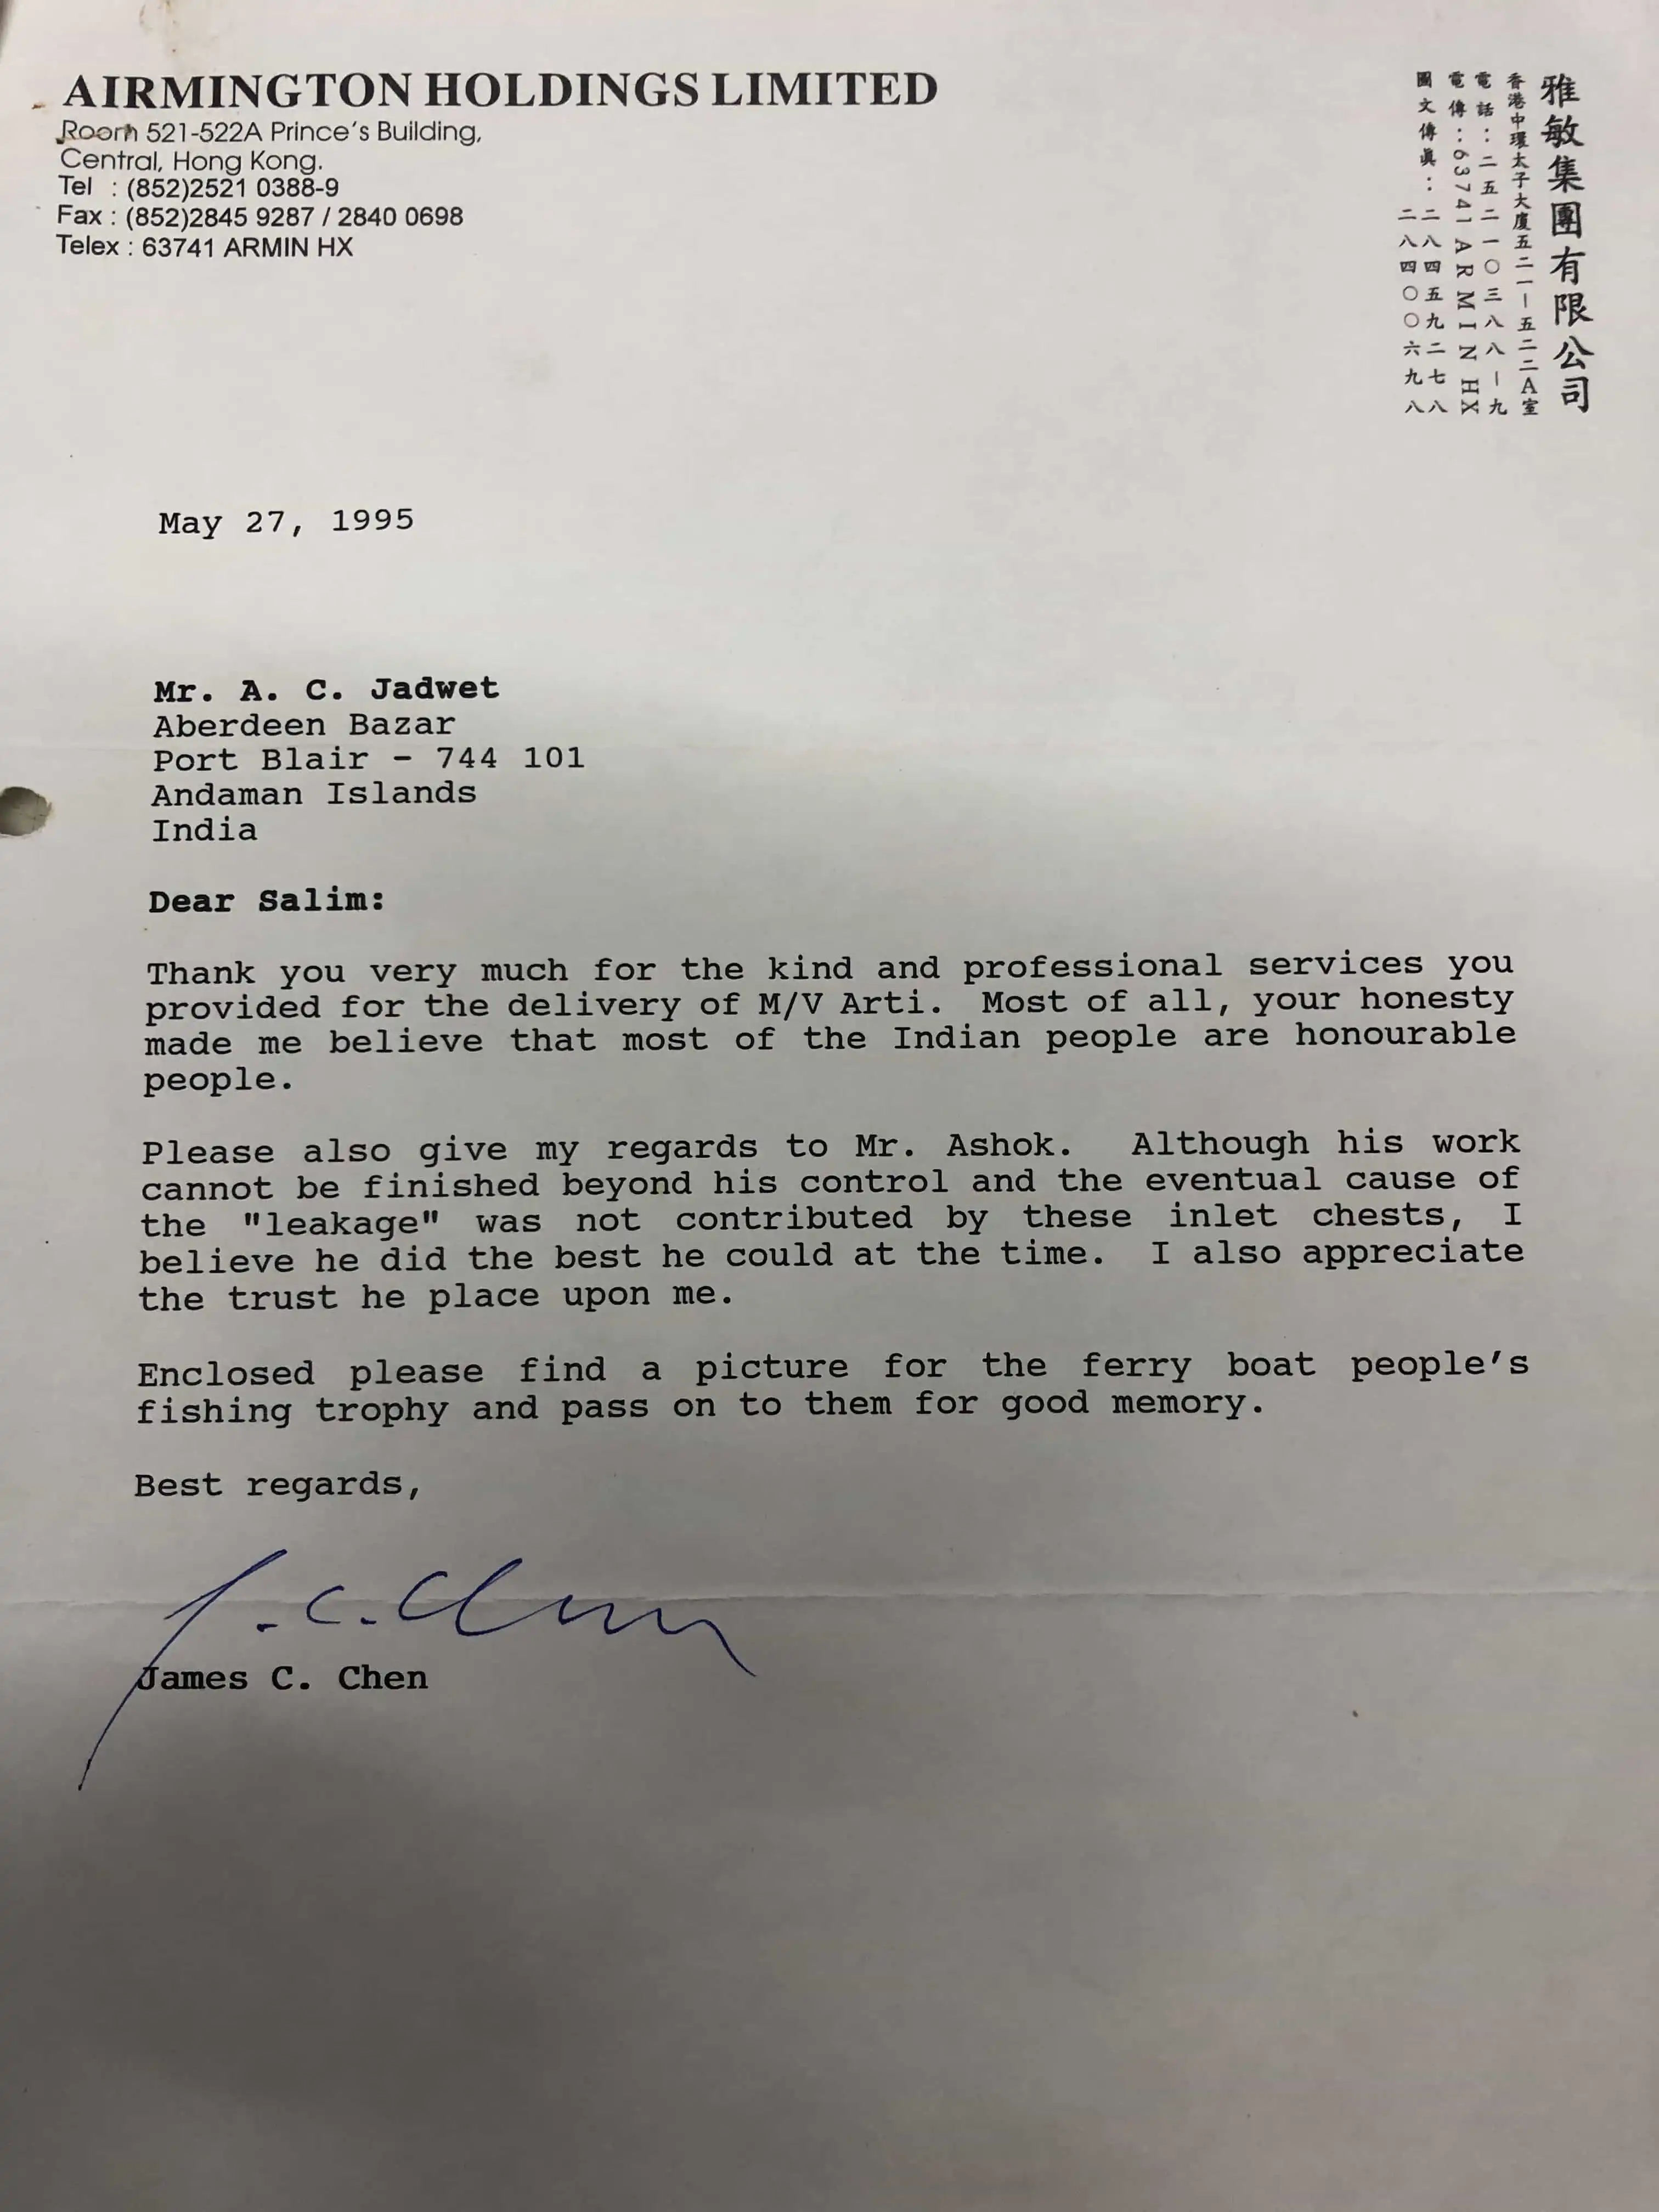 AIRMINGTON HOLDINGS LIMITED
Room 521-522A Prince's Building,
Central, Hong Kong.
Tel : (852)2521 0388-9
Fax : (852)2845 9287 / 2840 0698
Telex : 63741 ARMIN HX
雅敏集團有限公司
香港中環太子大廈五二一－五二二A室
電話：二五二一〇三八八－九
電傳：63741 ARMIN HX
圖文傳真：二八四五九二七八
二八四〇〇六九八
May 27, 1995
Mr. A. C. Jadwet
Aberdeen Bazar
Port Blair - 744 101
Andaman Islands
India
Dear Salim:
Thank you very much for the kind and professional services you
provided for the delivery of M/V Arti. Most of all, your honesty
made me believe that most of the Indian people are honourable
people.
Please also give my regards to Mr. Ashok. Although his work
cannot be finished beyond his control and the eventual cause of
the "leakage" was not contributed by these inlet chests, I
believe he did the best he could at the time. I also appreciate
the trust he place upon me.
Enclosed please find a picture for the ferry boat people's
fishing trophy and pass on to them for good memory.
Best regards,
J. C. Chen
James C. Chen